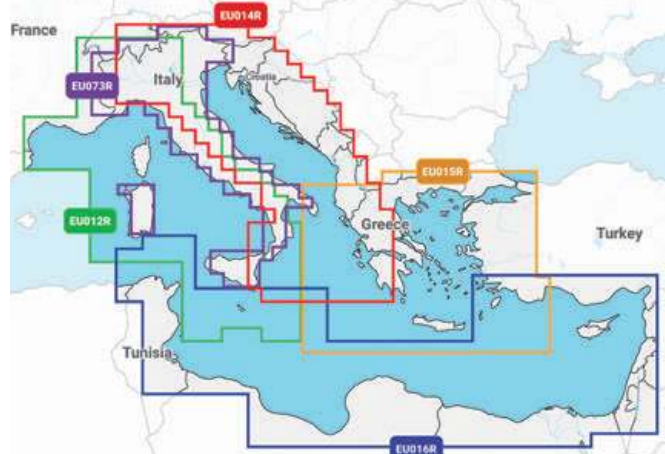 EU014R
France
Italy
Croatia
EU073R
EU015R
EU012R
Greece
Turkey
Tunisia
EU016R